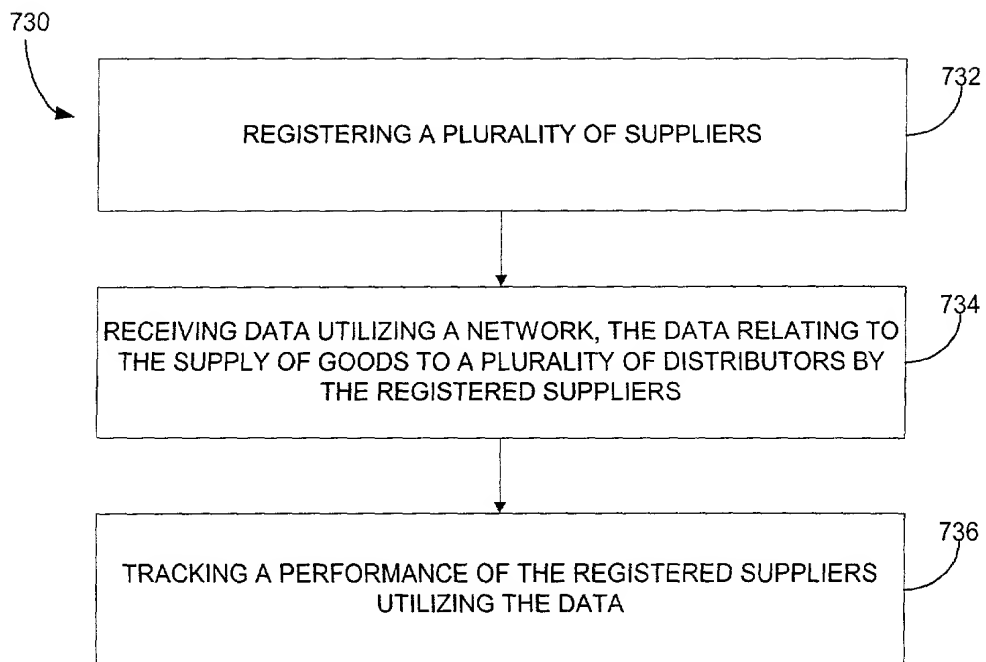 730
732
REGISTERING A PLURALITY OF SUPPLIERS
734
RECEIVING DATA UTILIZING A NETWORK, THE DATA RELATING TO
THE SUPPLY OF GOODS TO A PLURALITY OF DISTRIBUTORS BY
THE REGISTERED SUPPLIERS
736
TRACKING A PERFORMANCE OF THE REGISTERED SUPPLIERS
UTILIZING THE DATA